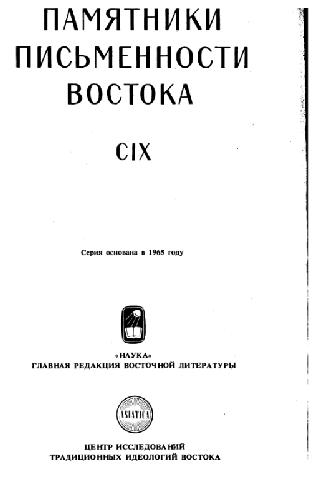 ПАМЯТНИКИ
ПИСЬМЕННОСТИ
ВОСТОКА
CIX
Серия основана в 1965 году
«НАУКА»
ГЛАВНАЯ РЕДАКЦИЯ ВОСТОЧНОЙ ЛИТЕРАТУРЫ
ASIATICA
ЦЕНТР ИССЛЕДОВАНИЙ
ТРАДИЦИОННЫХ ИДЕОЛОГИЙ ВОСТОКА